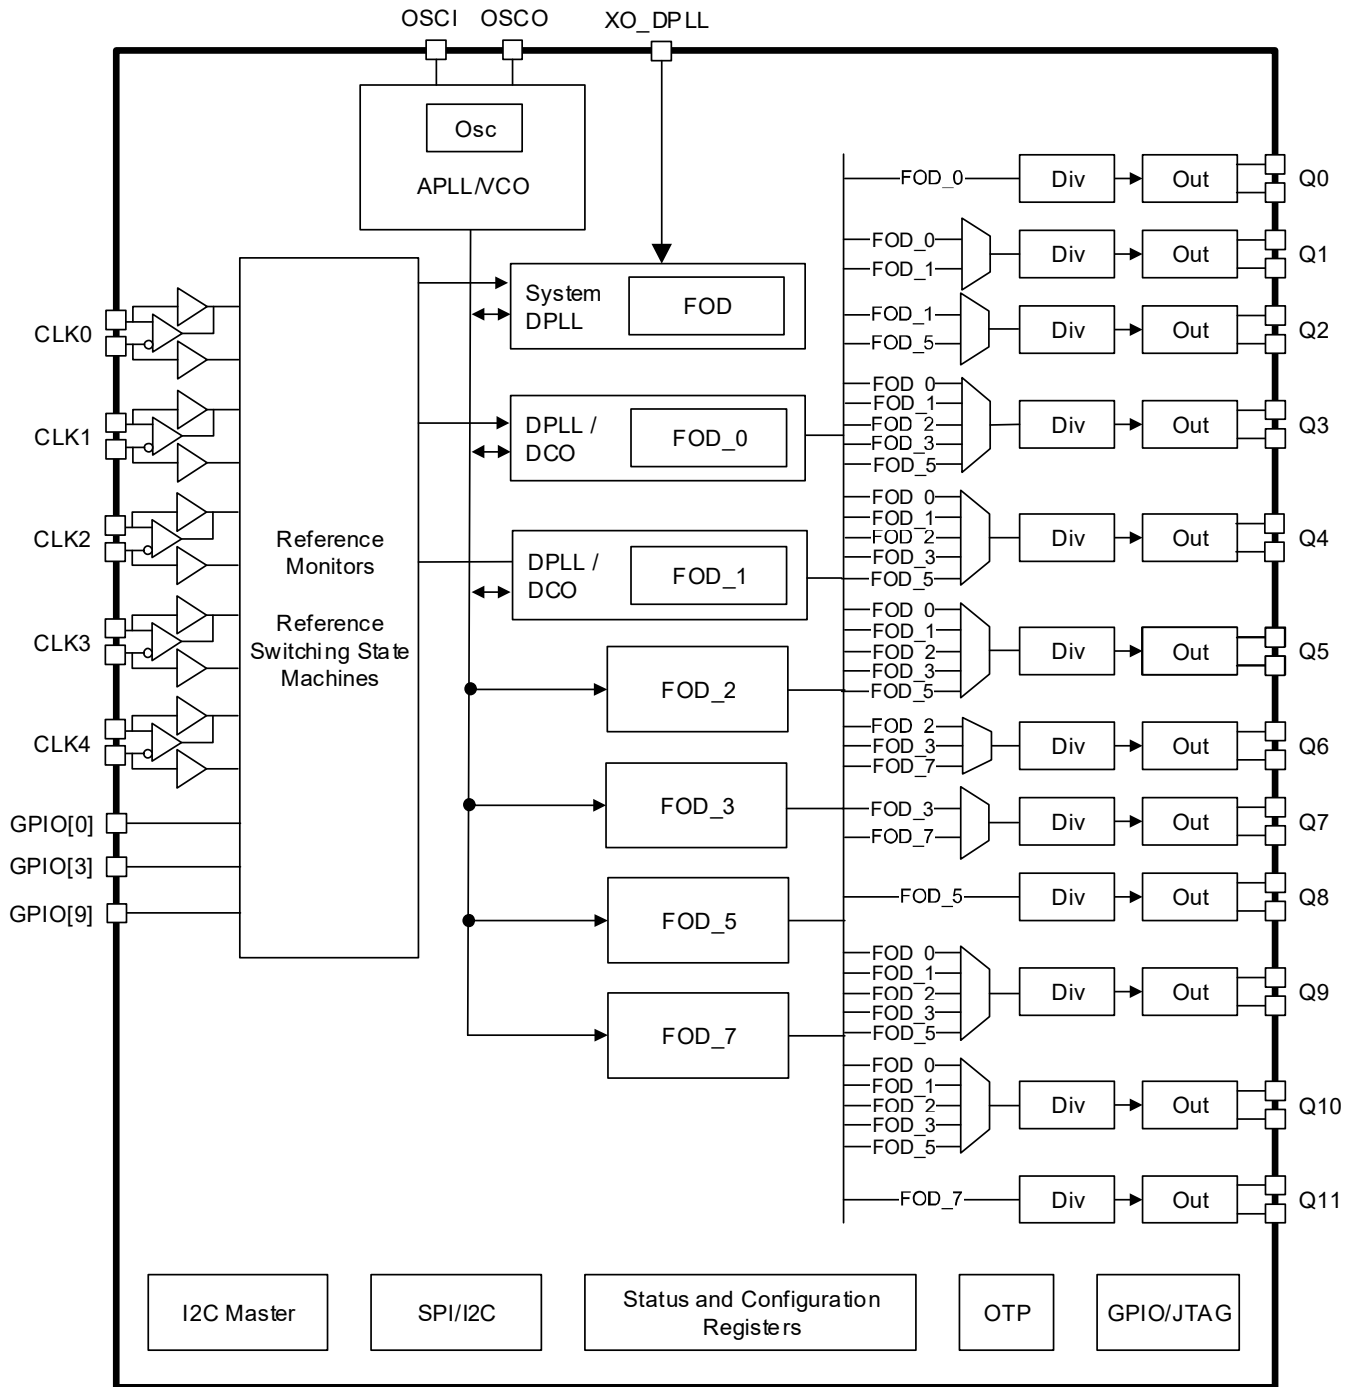 OSCI OSCO XO_DPLL
Osc
APLL/VCO
System
DPLL
FOD
DPLL /
DCO
FOD_0
DPLL /
DCO
FOD_1
FOD_2
FOD_3
FOD_5
FOD_7
Reference
Monitors
Reference
Switching State
Machines
CLK0
CLK1
CLK2
CLK3
CLK4
GPIO[0]
GPIO[3]
GPIO[9]
FOD_0
Div
Out
Q0
FOD_0
FOD_1
Div
Out
Q1
FOD_1
FOD_5
Div
Out
Q2
FOD_0
FOD_1
FOD_2
FOD_3
FOD_5
Div
Out
Q3
FOD_0
FOD_1
FOD_2
FOD_3
FOD_5
Div
Out
Q4
FOD_0
FOD_1
FOD_2
FOD_3
FOD_5
Div
Out
Q5
FOD_2
FOD_3
FOD_7
Div
Out
Q6
FOD_3
FOD_7
Div
Out
Q7
FOD_5
Div
Out
Q8
FOD_0
FOD_1
FOD_2
FOD_3
FOD_5
Div
Out
Q9
FOD_0
FOD_1
FOD_2
FOD_3
FOD_5
Div
Out
Q10
FOD_7
Div
Out
Q11
I2C Master
SPI/I2C
Status and Configuration
Registers
OTP
GPIO/JTAG